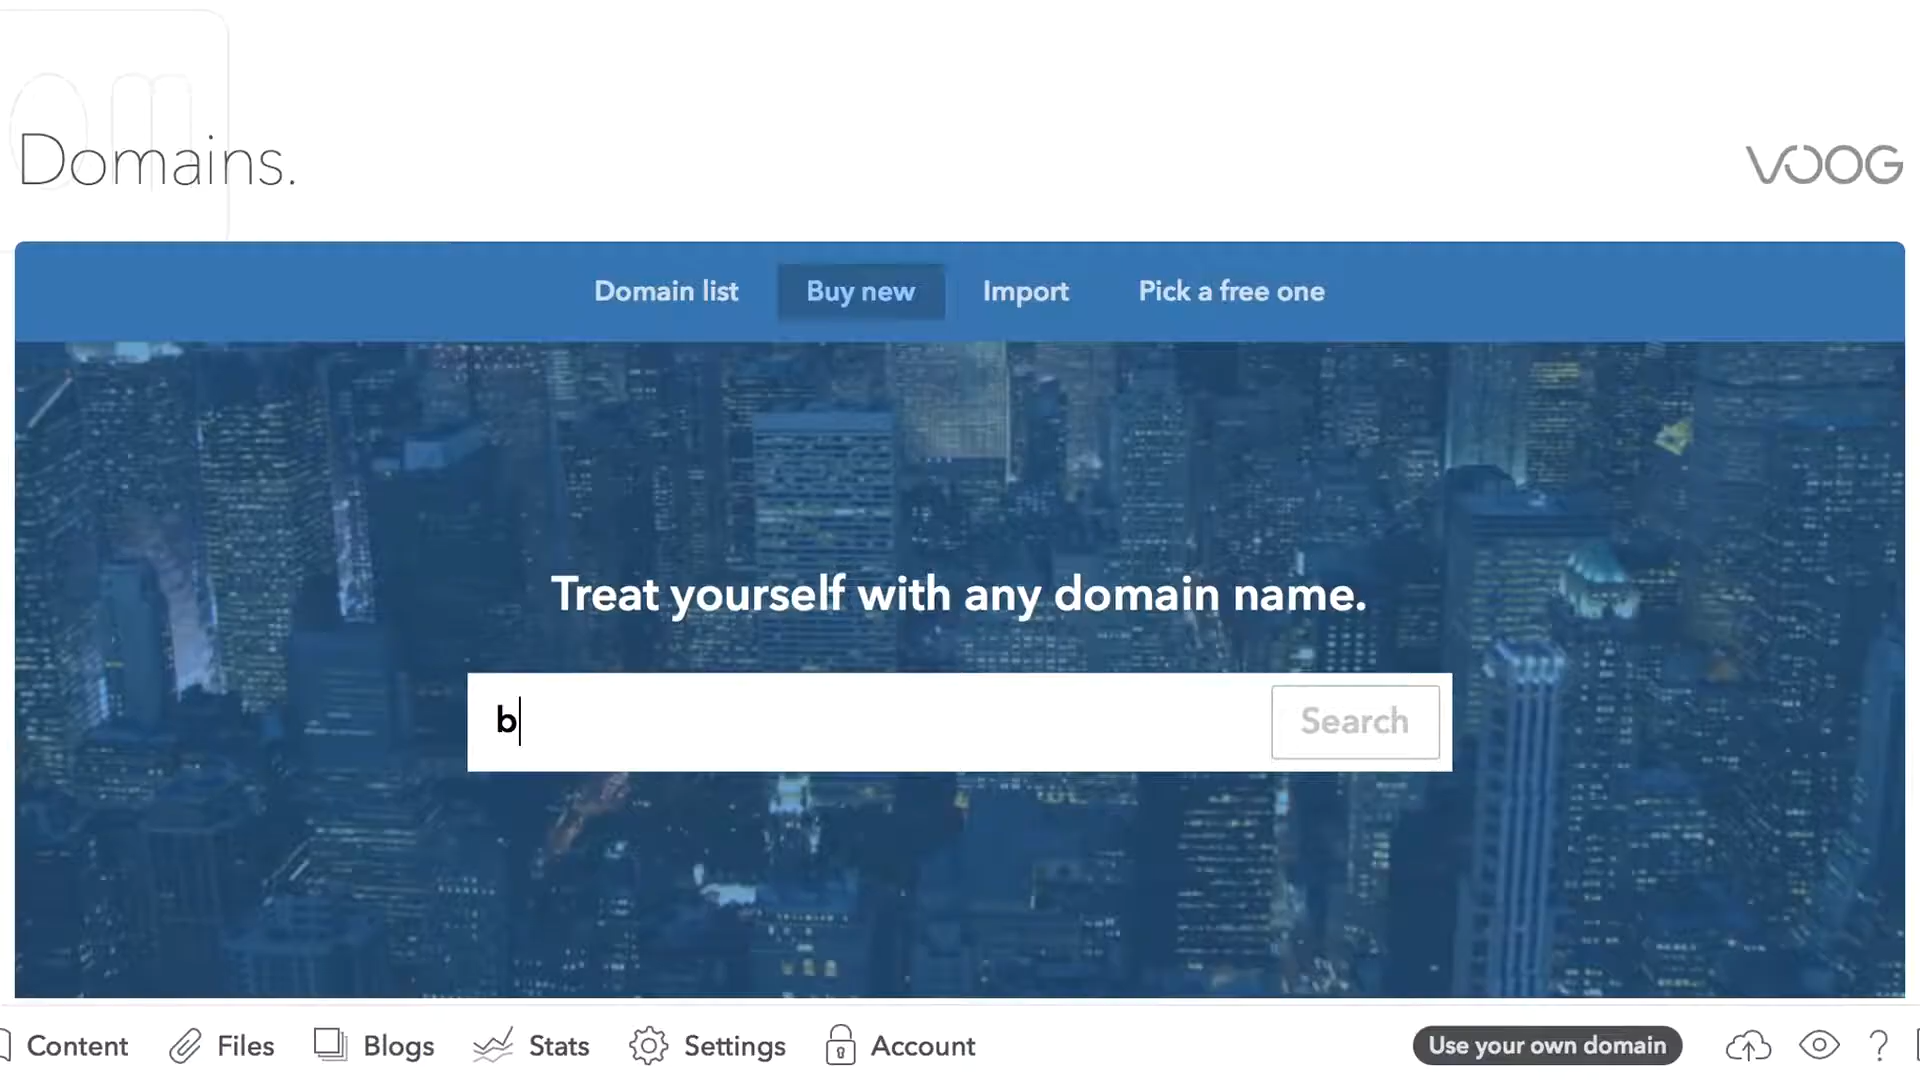 Domains.
VOOG
Domain list
Buy new
Import
Pick a free one
Treat yourself with any domain name.
b
Search
Content
Files
Blogs
Stats
Settings
Account
Use your own domain
?